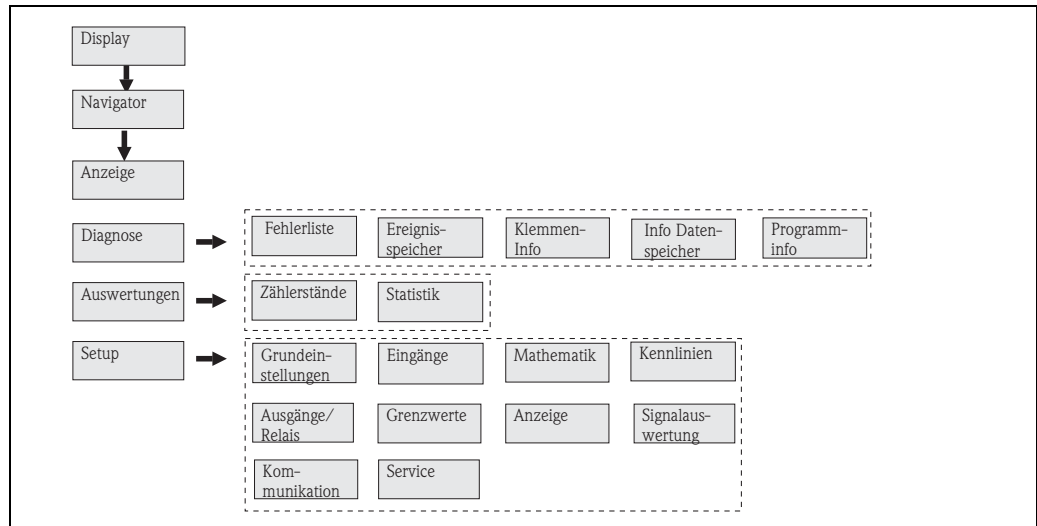 Display
Navigator
Anzeige
Diagnose
Fehlerliste
Ereignis-
speicher
Klemmen-
Info
Info Daten-
speicher
Programm-
info
Auswertungen
Zählerstände
Statistik
Setup
Grundein-
stellungen
Eingänge
Mathematik
Kennlinien
Ausgänge/
Relais
Grenzwerte
Anzeige
Signalaus-
wertung
Kom-
munikation
Service